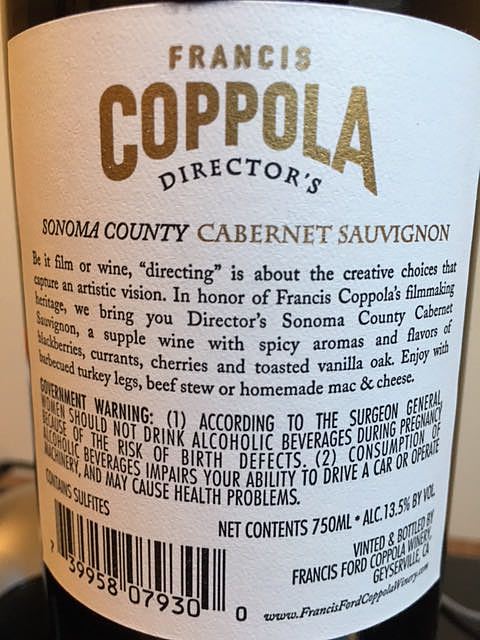 FRANCIS
COPPOLA
DIRECTOR'S
SONOMA COUNTY CABERNET SAUVIGNON
Be it film or wine, “directing” is about the creative choices that
capture an artistic vision. In honor of Francis Coppola's filmmaking
heritage, we bring you Director's Sonoma County Cabernet
Sauvignon, a supple wine with spicy aromas and flavors of
blackberries, currants, cherries and toasted vanilla oak. Enjoy with
barbecued turkey legs, beef stew or homemade mac & cheese.
GOVERNMENT WARNING: (1) ACCORDING TO THE SURGEON GENERAL,
WOMEN SHOULD NOT DRINK ALCOHOLIC BEVERAGES DURING PREGNANCY
BECAUSE OF THE RISK OF BIRTH DEFECTS. (2) CONSUMPTION OF
ALCOHOLIC BEVERAGES IMPAIRS YOUR ABILITY TO DRIVE A CAR OR OPERATE
MACHINERY, AND MAY CAUSE HEALTH PROBLEMS.
CONTAINS SULFITES
NET CONTENTS 750ML • ALC. 13.5% BY VOL.
VINTED & BOTTLED BY
FRANCIS FORD COPPOLA WINERY,
GEYSERVILLE, CA
www.FrancisFordCoppolaWinery.com
7 39958 07930 0